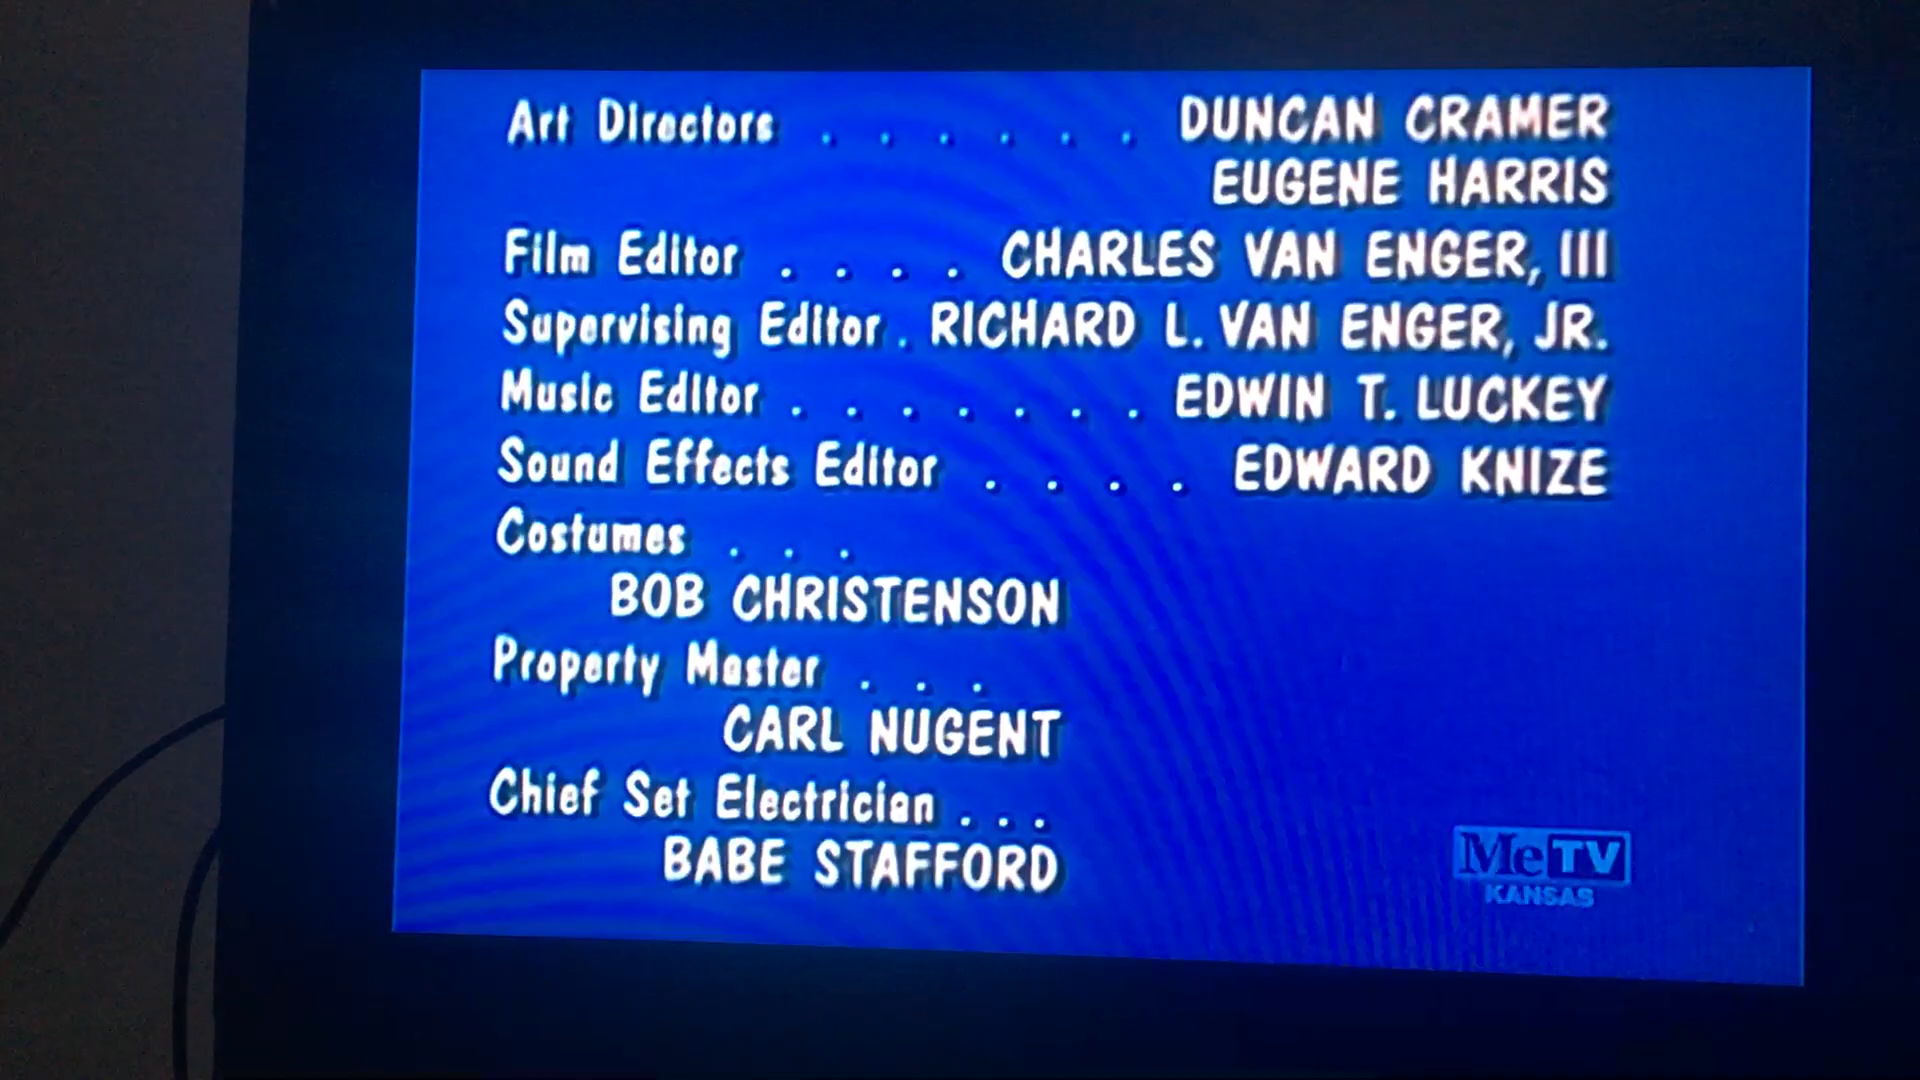 Art Directors . . . . . . DUNCAN CRAMER
EUGENE HARRIS
Film Editor . . . . CHARLES VAN ENGER, III
Supervising Editor . RICHARD L. VAN ENGER, JR.
Music Editor . . . . . . . EDWIN T. LUCKEY
Sound Effects Editor . . . . EDWARD KNIZE
Costumes . . .
BOB CHRISTENSON
Property Master . . .
CARL NUGENT
Chief Set Electrician . . .
BABE STAFFORD
MeTV
KANSAS